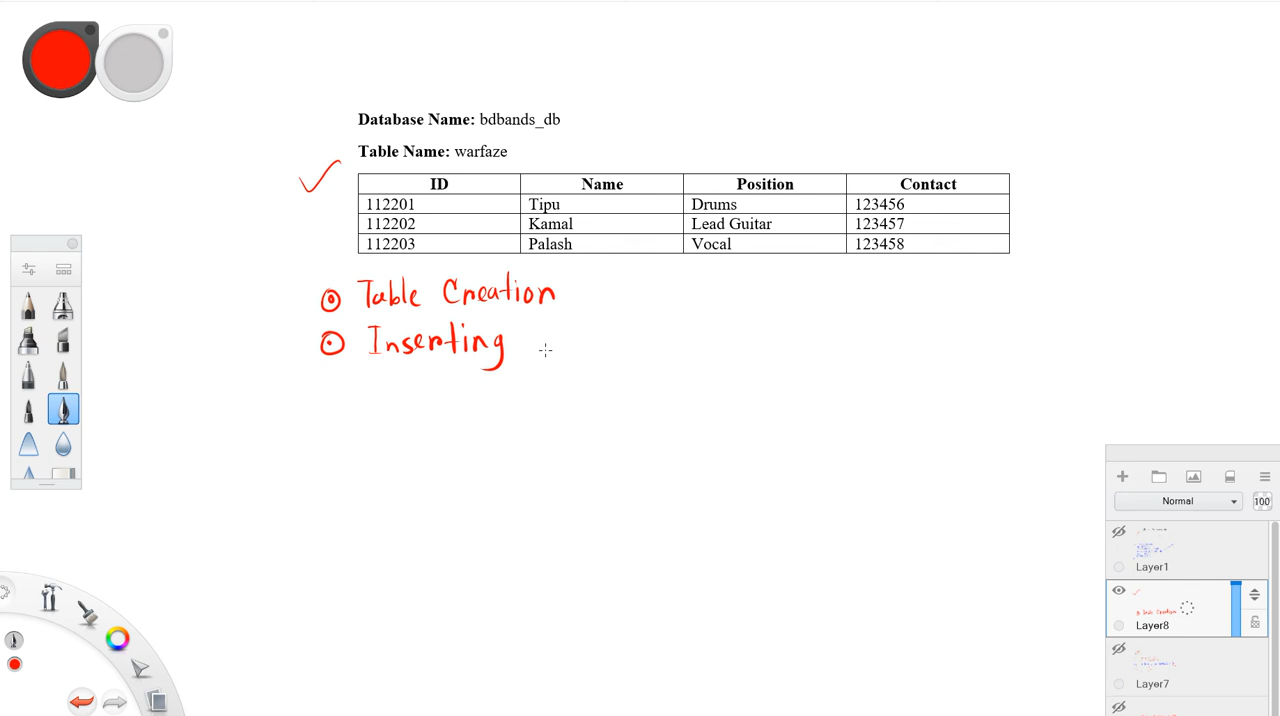 Database Name: bdbands_db
Table Name: warfaze
ID Name Position Contact
112201 Tipu Drums 123456
112202 Kamal Lead Guitar 123457
112203 Palash Vocal 123458
Table Creation
Inserting
Normal 100
Layer1
Layer8
Layer7